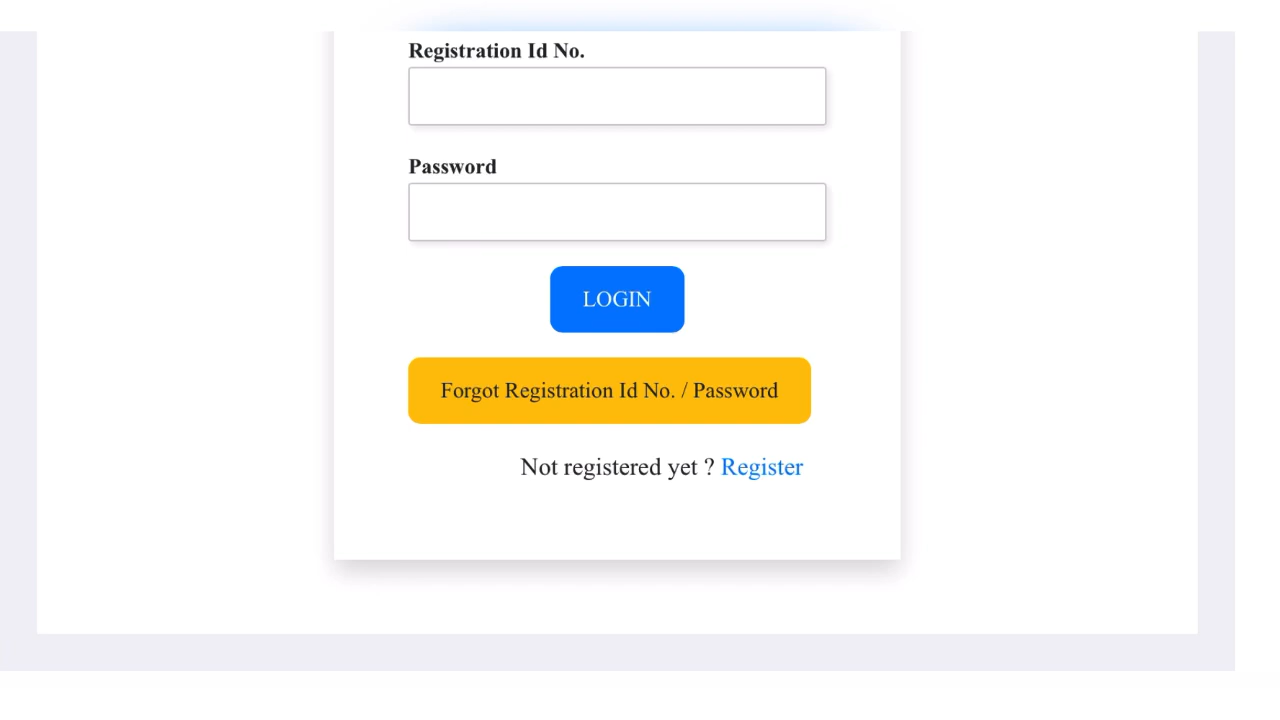 Registration Id No.
Password
LOGIN
Forgot Registration Id No. / Password
Not registered yet ? Register